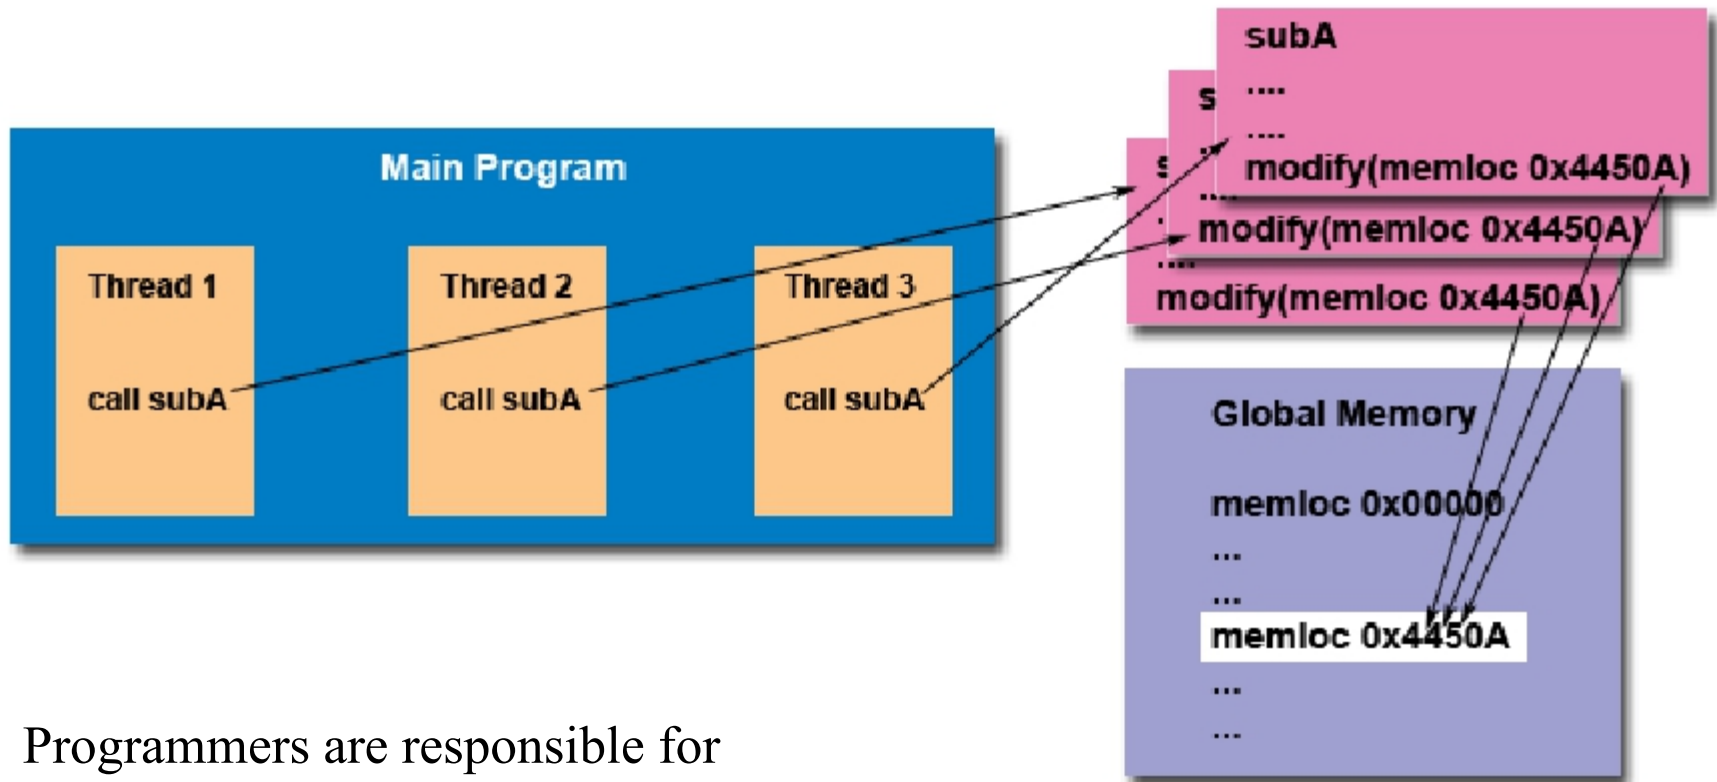 Main Program
Thread 1
call subA
Thread 2
call subA
Thread 3
call subA
subA
....
....
modify(memloc 0x4450A)
s
....
modify(memloc 0x4450A)
s
....
modify(memloc 0x4450A)
Global Memory
memloc 0x00000
...
...
memloc 0x4450A
...
...
Programmers are responsible for